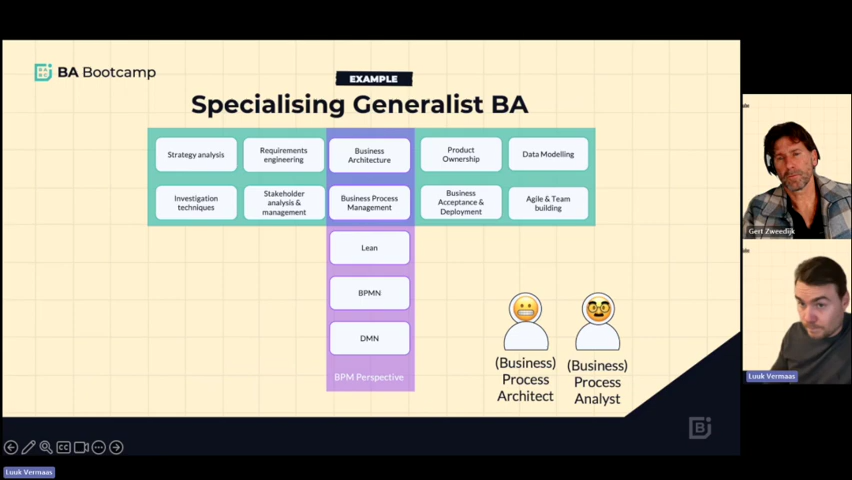 BA Bootcamp
EXAMPLE
Specialising Generalist BA
Strategy analysis
Requirements
engineering
Business
Architecture
Product
Ownership
Data Modelling
Investigation
techniques
Stakeholder
analysis &
management
Business Process
Management
Business
Acceptance &
Deployment
Agile & Team
building
Lean
BPMN
DMN
BPM Perspective
(Business)
Process
Architect
(Business)
Process
Analyst
Gert Zweedijk
Luuk Vermaas
CC
Luuk Vermaas